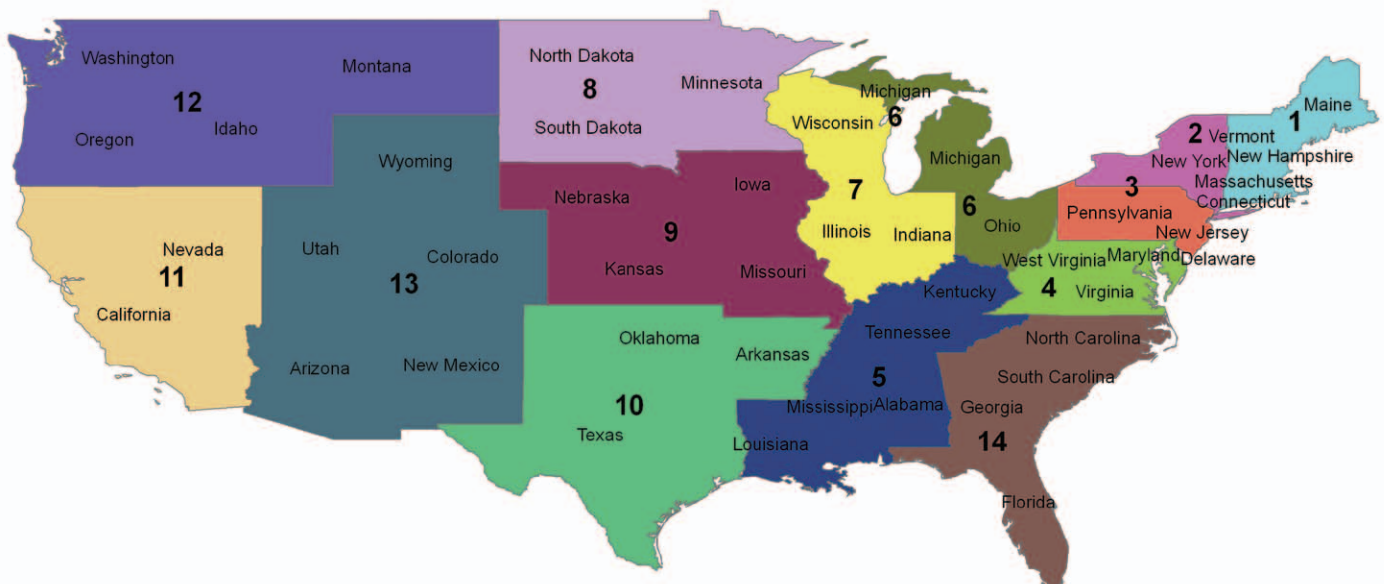 Washington
Montana
12
Oregon
Idaho
North Dakota
8
Minnesota
South Dakota
Michigan
6
Wisconsin
Michigan
Maine
1
2
Vermont
New York
New Hampshire
3
Massachusetts
Connecticut
Pennsylvania
New Jersey
Wyoming
Nebraska
Iowa
7
6
Ohio
Illinois
Indiana
9
Nevada
Utah
Colorado
Kansas
Missouri
West Virginia
Maryland
Delaware
11
13
4
Virginia
Kentucky
California
Oklahoma
Arkansas
Tennessee
North Carolina
Arizona
New Mexico
5
South Carolina
10
Mississippi
Alabama
Georgia
Texas
Louisiana
14
Florida